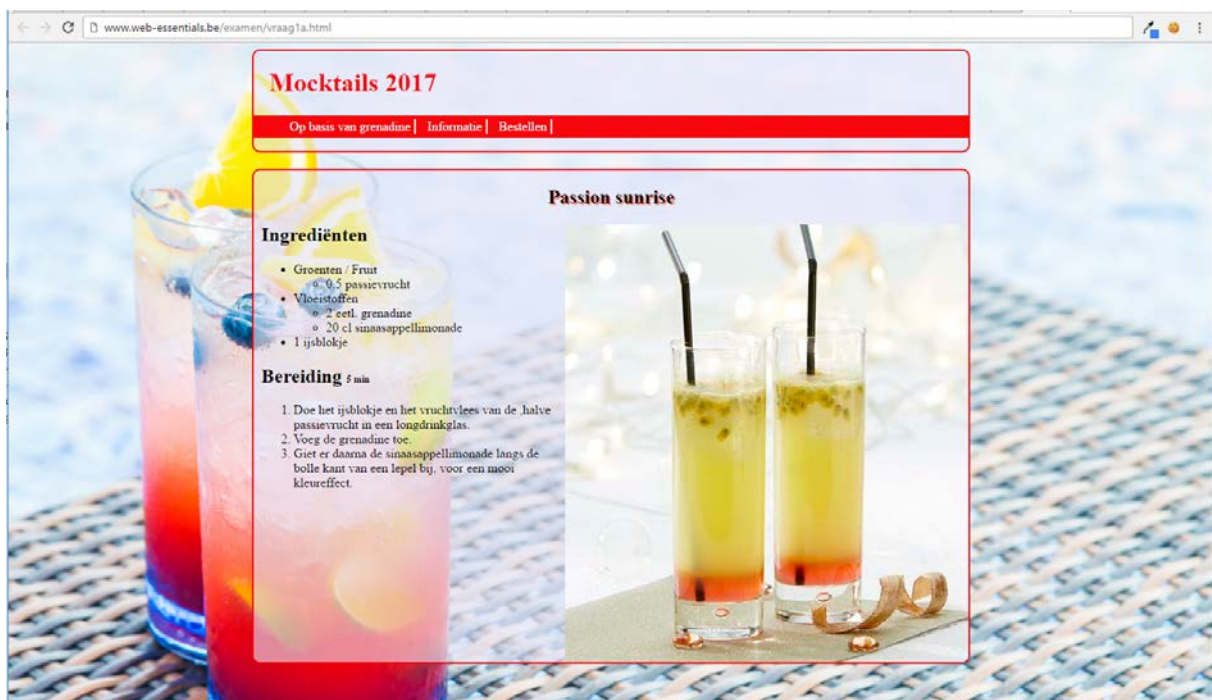 www.web-essentials.be/examen/vraag1a.html
Mocktails 2017
Op basis van grenadine Informatie Bestellen
Passion sunrise
Ingrediënten
Groenten / Fruit
0.5 passievrucht
Vloeistoffen
2 eetl. grenadine
20 cl sinaasappellimonade
1 ijsblokje
Bereiding 5 min
1. Doe het ijsblokje en het vruchtvlees van de ,halve
passievrucht in een longdrinkglas.
2. Voeg de grenadine toe.
3. Giet er daarna de sinaasappellimonade langs de
bolle kant van een lepel bij, voor een mooi
kleureffect.